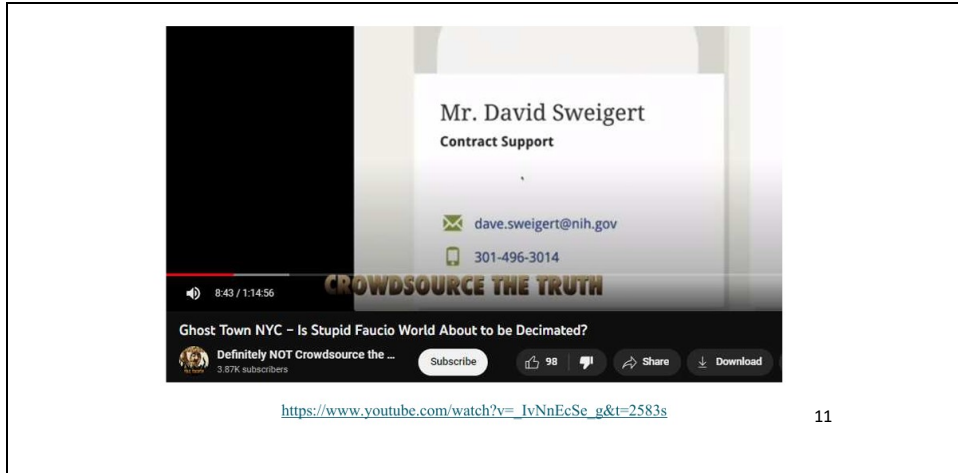 Mr. David Sweigert
Contract Support
dave.sweigert@nih.gov
301-496-3014
CROWDSOURCE THE TRUTH
8:43 / 1:14:56
Ghost Town NYC – Is Stupid Faucio World About to be Decimated?
Definitely NOT Crowdsource the ...
3.87K subscribers
Subscribe
98
Share
Download
https://www.youtube.com/watch?v=_IvNnEcSe_g&t=2583s
11